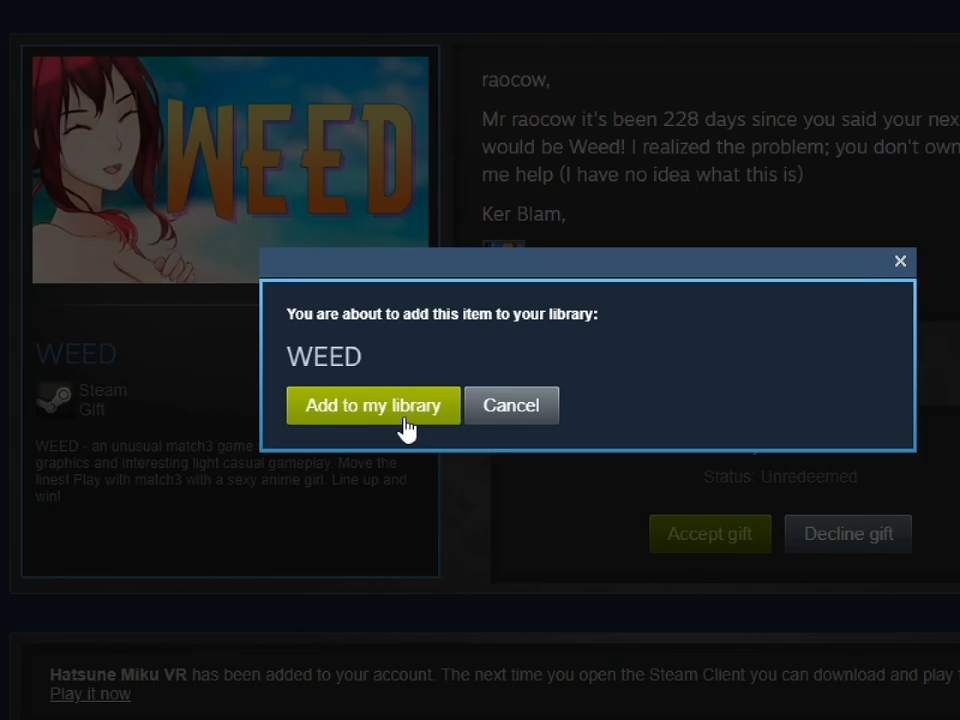 WEED
raocow,
Mr raocow it's been 228 days since you said your nex
would be Weed! I realized the problem; you don't own
me help (I have no idea what this is)
Ker Blam,
You are about to add this item to your library:
WEED
Add to my library
Cancel
WEED
Steam
Gift
WEED - an unusual match3 game
graphics and interesting light casual gameplay. Move the
lines! Play with match3 with a sexy anime girl. Line up and
win!
Status: Unredeemed
Accept gift
Decline gift
Hatsune Miku VR has been added to your account. The next time you open the Steam Client you can download and play
Play it now